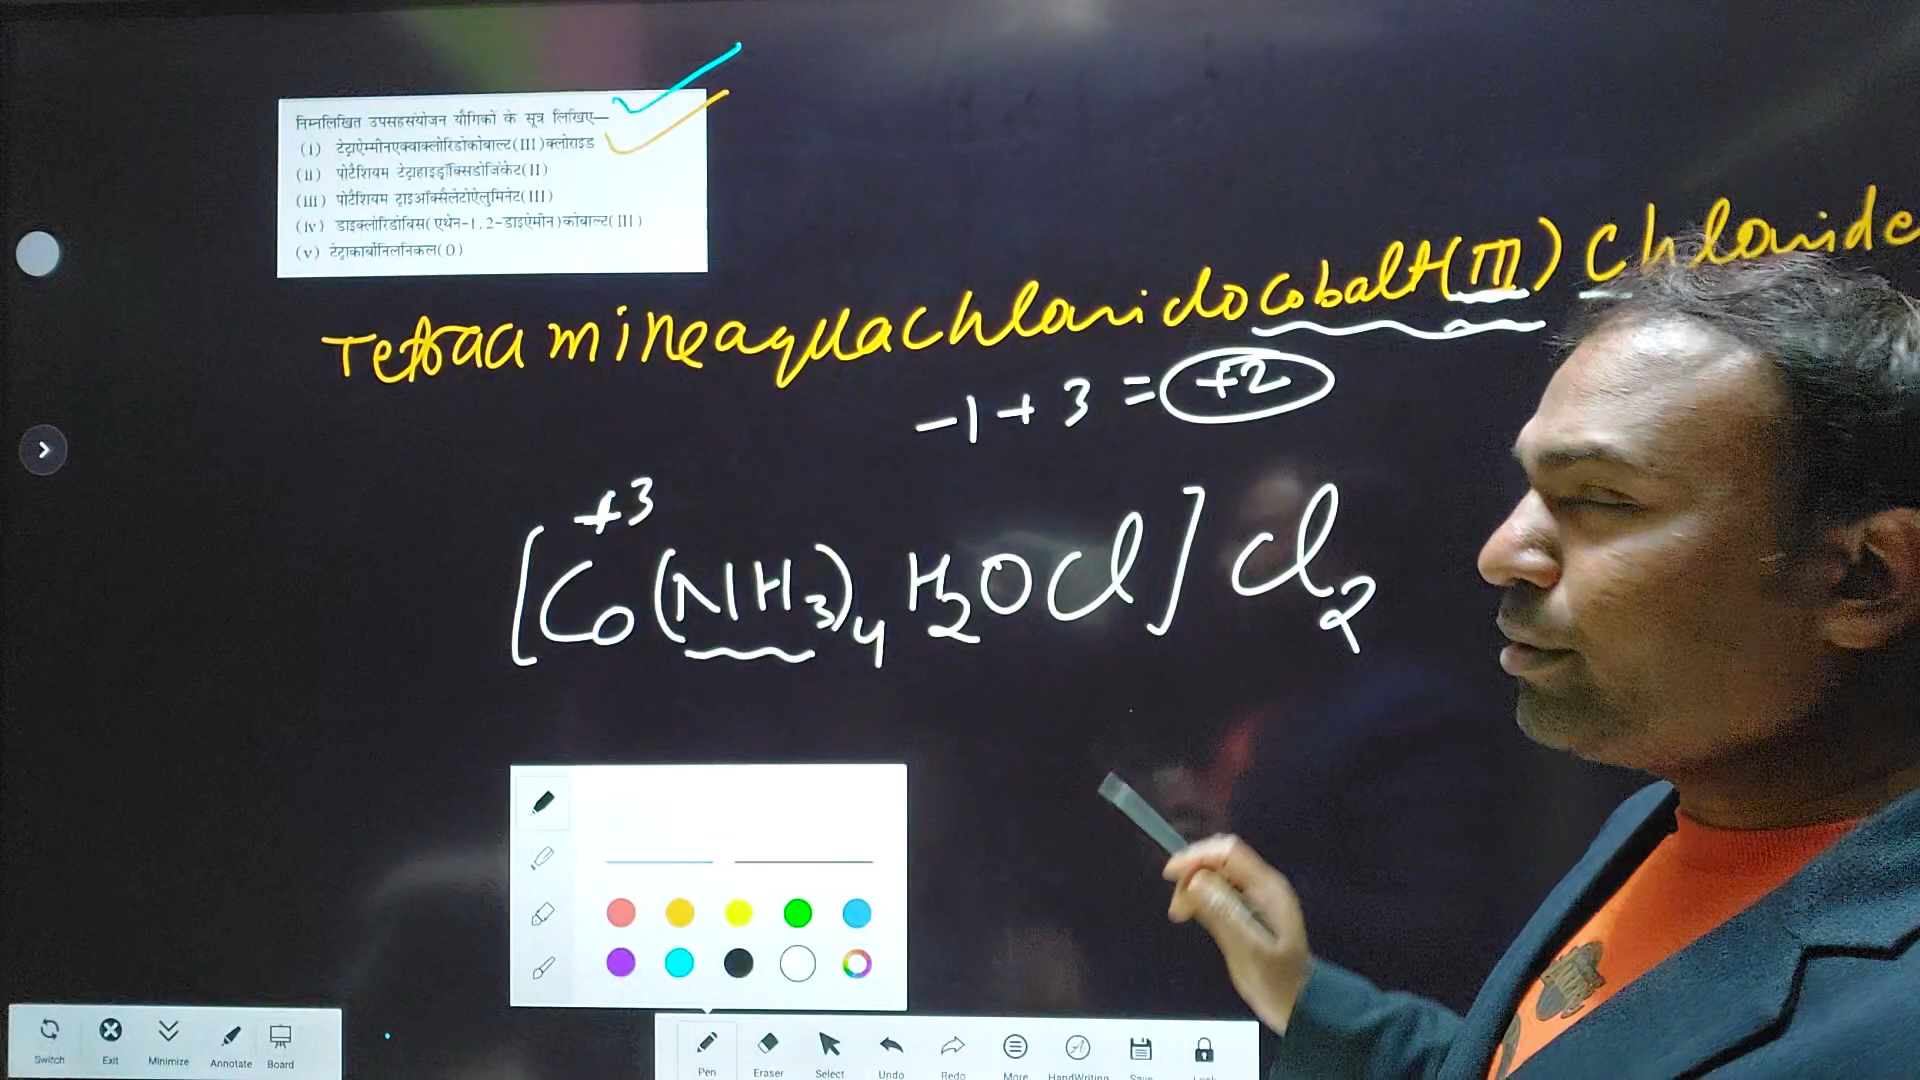 निम्नलिखित उपसहसंयोजन यौगिकों के सूत्र लिखिए—
(i) टेट्राऐम्मीनएक्वाक्लोरिडोकोबाल्ट(III)क्लोराइड
(ii) पोटैशियम टेट्राहाइड्रॉक्सिडोजिंकेट(II)
(iii) पोटैशियम ट्राइऑक्सैलेटोऐलुमिनेट(III)
(iv) डाइक्लोरिडोबिस(एथेन-1,2-डाइऐमीन)कोबाल्ट(III)
(v) टेट्राकार्बोनिलनिकल(0)
Tetraamineaquachloridocobalt(III) Chloride
-1+3=+2
+3
[Co(NH3)4H2OCl]Cl2
Switch Exit Minimize Annotate Board
Pen Eraser Select Undo Redo More HandWriting Save